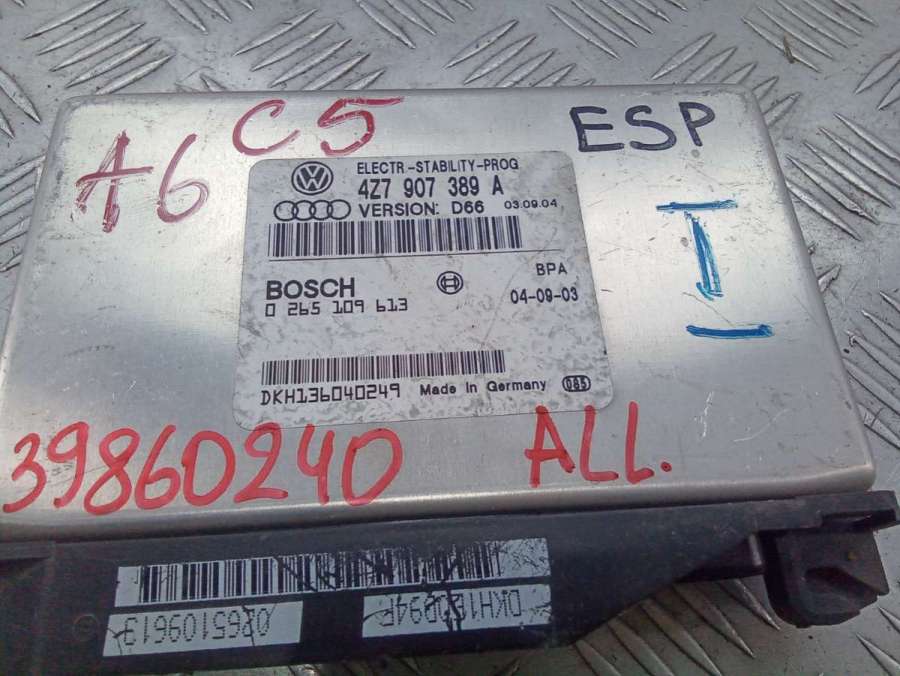 A6 C5
ESP
ELECTR.-STABILITY-PROG
4Z7 907 389 A
VERSION: D66 03.09.04
I
BOSCH
BPA
0 265 109 613
04-09-03
DKH136040249 Made in Germany 085
39860240 ALL.
0265109613